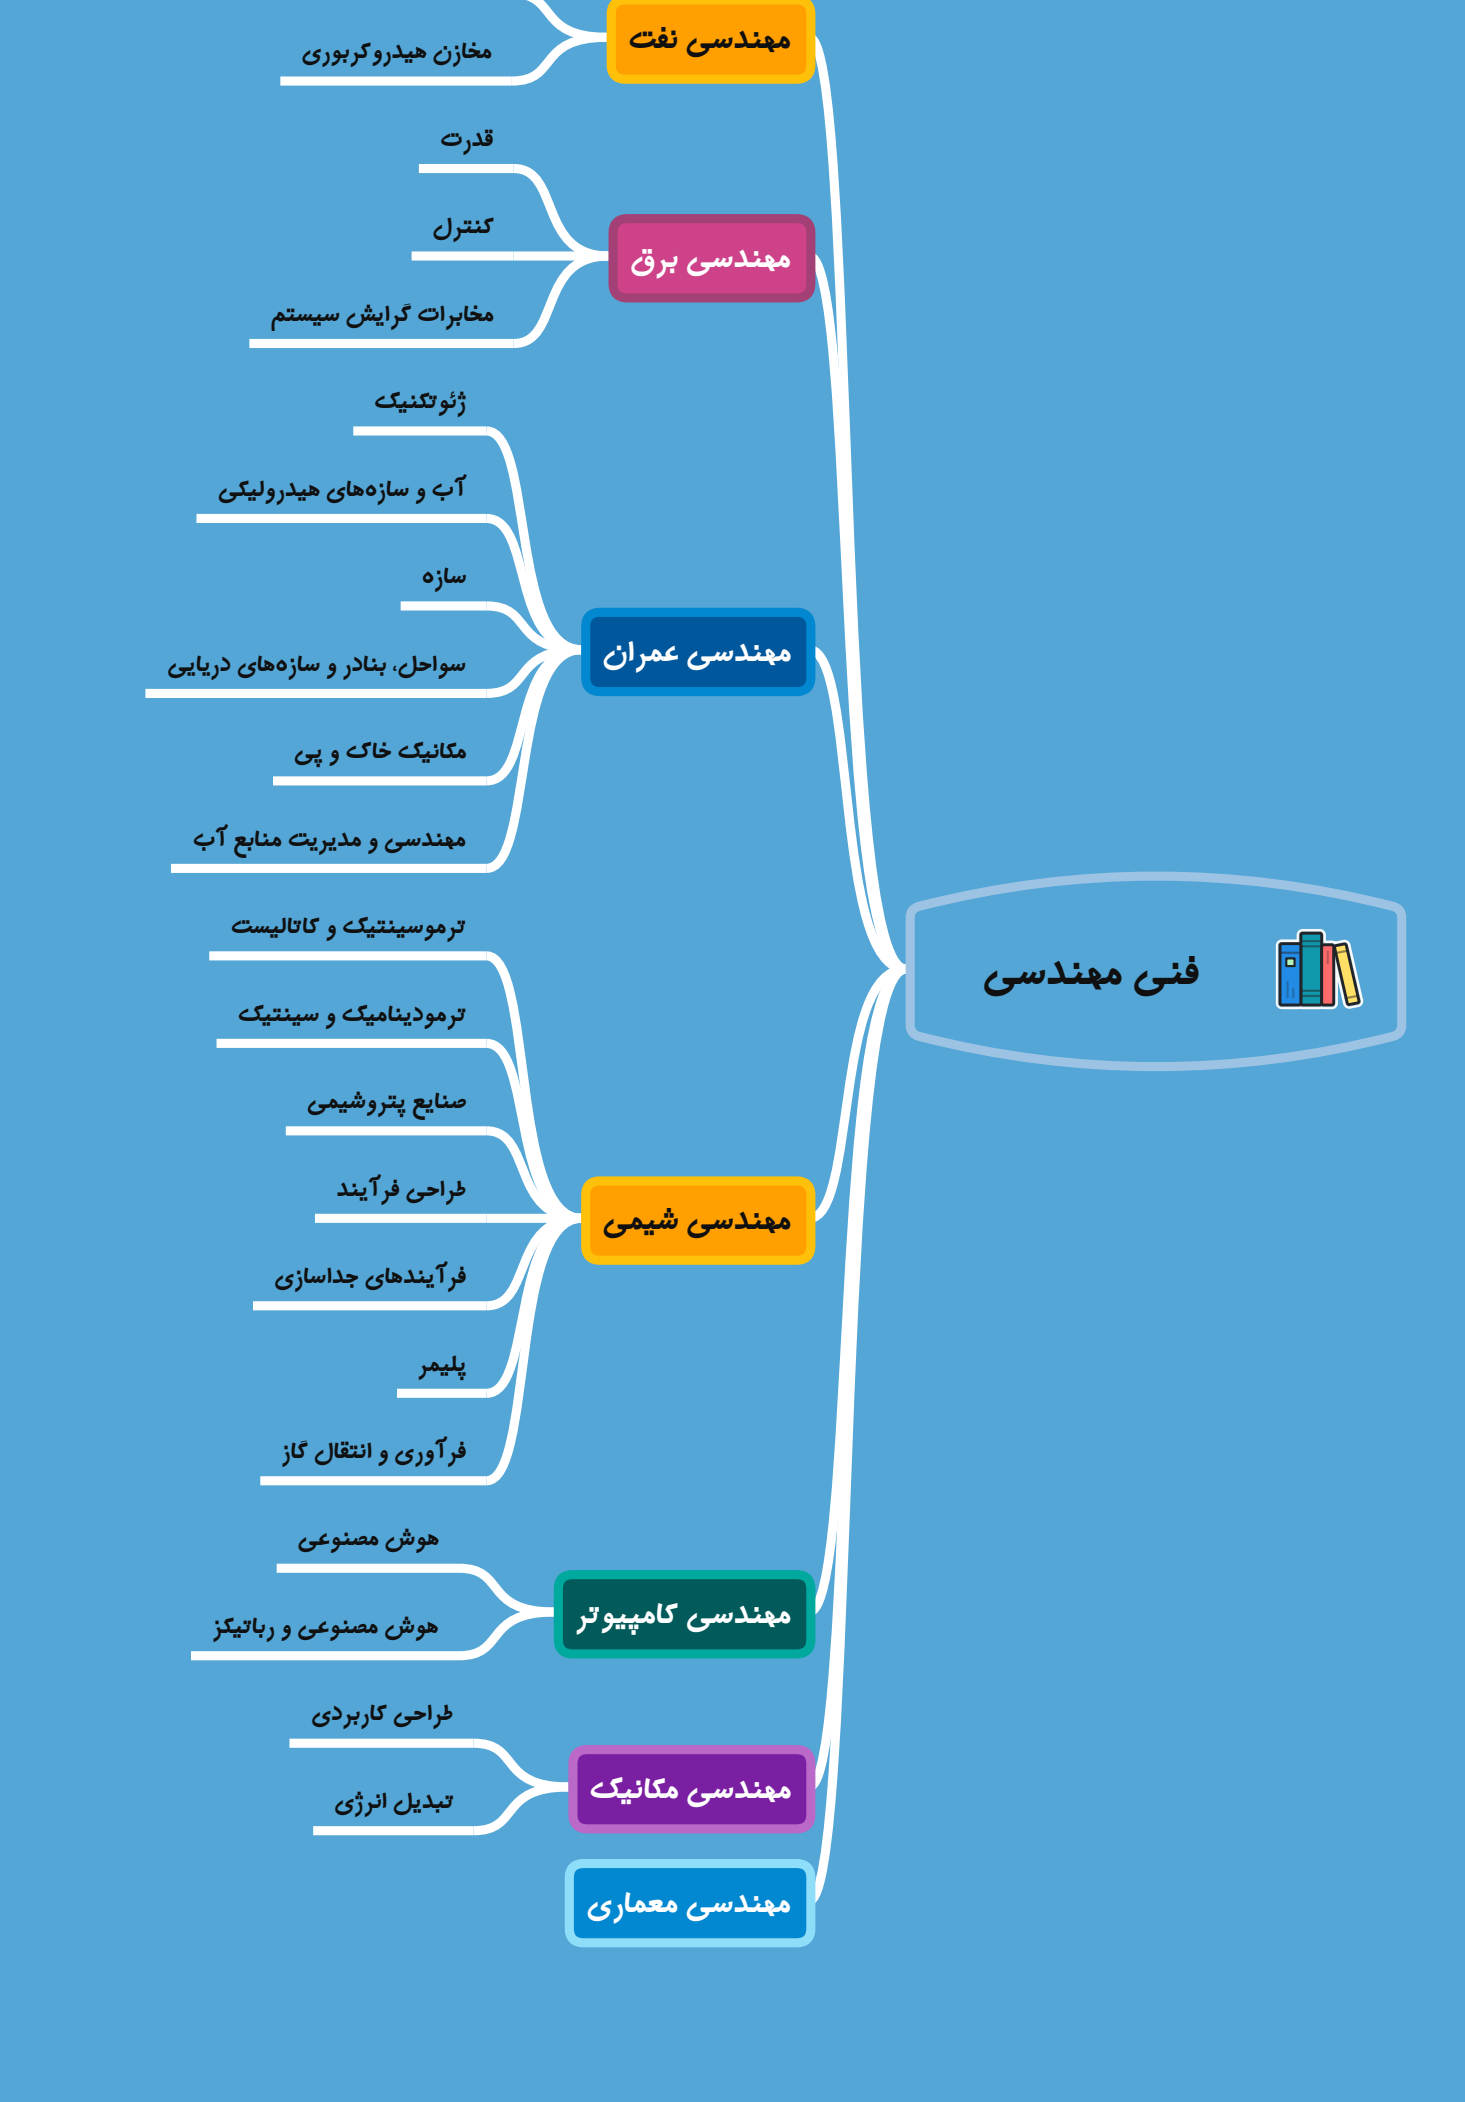 فنی مهندسی
مهندسی نفت
مخازن هیدروکربوری
مهندسی برق
قدرت
کنترل
مخابرات گرایش سیستم
مهندسی عمران
ژئوتکنیک
آب و سازه‌های هیدرولیکی
سازه
سواحل، بنادر و سازه‌های دریایی
مکانیک خاک و پی
مهندسی و مدیریت منابع آب
مهندسی شیمی
ترموسینتیک و کاتالیست
ترمودینامیک و سینتیک
صنایع پتروشیمی
طراحی فرآیند
فرآیندهای جداسازی
پلیمر
فرآوری و انتقال گاز
مهندسی کامپیوتر
هوش مصنوعی
هوش مصنوعی و رباتیکز
مهندسی مکانیک
طراحی کاربردی
تبدیل انرژی
مهندسی معماری